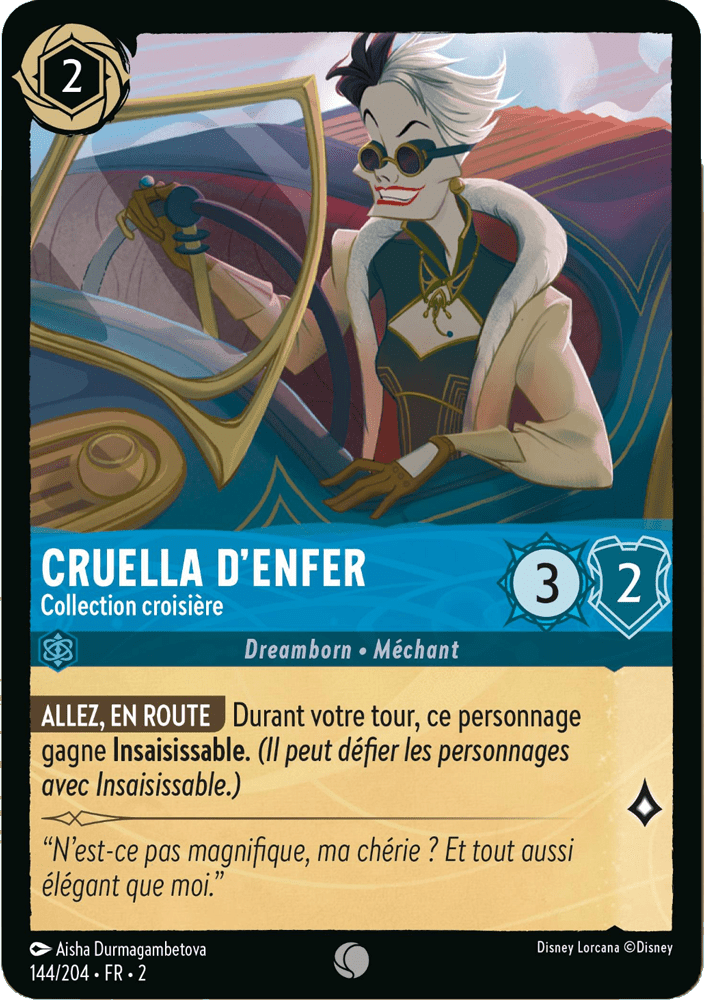 2
CRUELLA D'ENFER
Collection croisière
3
2
Dreamborn • Méchant
ALLEZ, EN ROUTE Durant votre tour, ce personnage
gagne Insaisissable. (Il peut défier les personnages
avec Insaisissable.)
“N'est-ce pas magnifique, ma chérie ? Et tout aussi
élégant que moi.”
Aisha Durmagambetova
Disney Lorcana ©Disney
144/204 • FR • 2